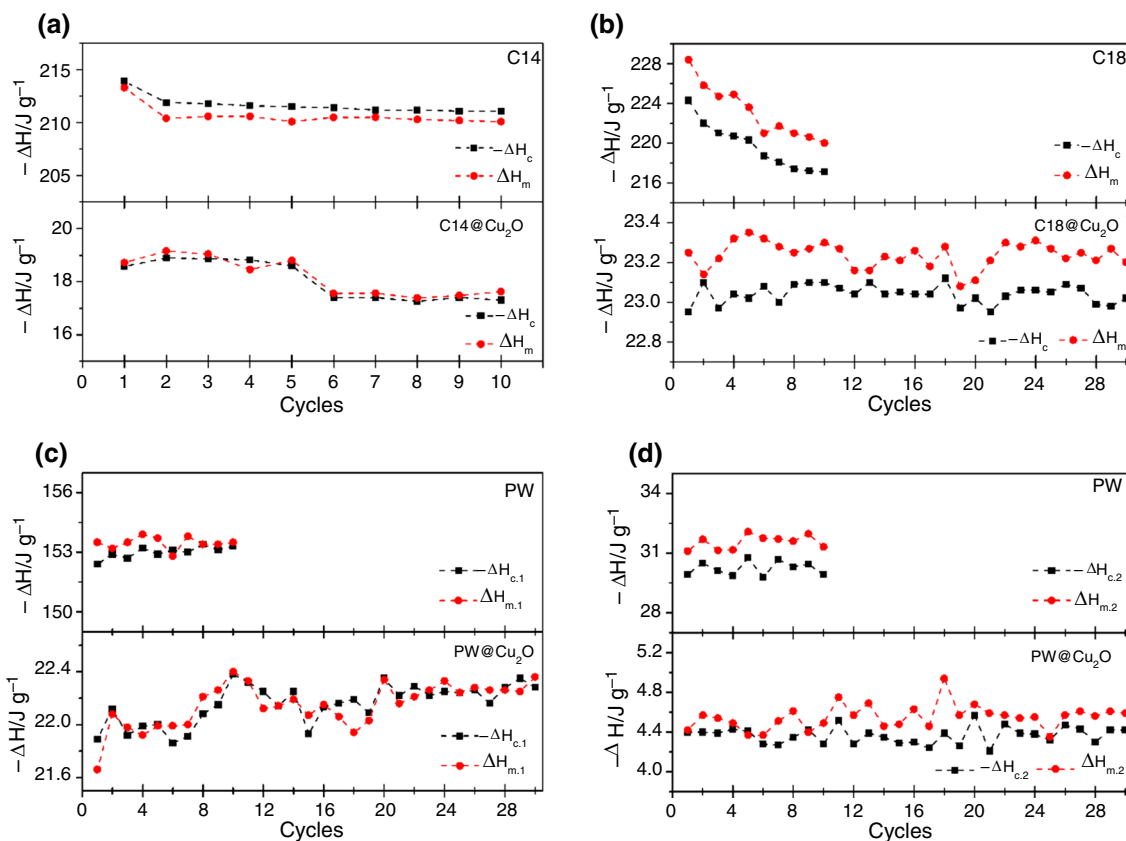 (a)
C14
215
210
205
– ΔH/J g⁻¹
–ΔHc
ΔHm
C14@Cu2O
20
18
16
– ΔH/J g⁻¹
–ΔHc
ΔHm
0 1 2 3 4 5 6 7 8 9 10
Cycles
(b)
C18
228
224
220
216
– ΔH/J g⁻¹
–ΔHc
ΔHm
C18@Cu2O
23.4
23.2
23.0
22.8
– ΔH/J g⁻¹
–ΔHc ΔHm
0 4 8 12 16 20 24 28
Cycles
(c)
PW
156
153
150
– ΔH/J g⁻¹
–ΔHc.1
ΔHm.1
PW@Cu2O
22.4
22.0
21.6
– ΔH/J g⁻¹
–ΔHc.1
ΔHm.1
0 4 8 12 16 20 24 28
Cycles
(d)
PW
34
31
28
– ΔH/J g⁻¹
–ΔHc.2
ΔHm.2
PW@Cu2O
5.2
4.8
4.4
4.0
–Δ H/J g⁻¹
–ΔHc.2 ΔHm.2
0 4 8 12 16 20 24 28
Cycles